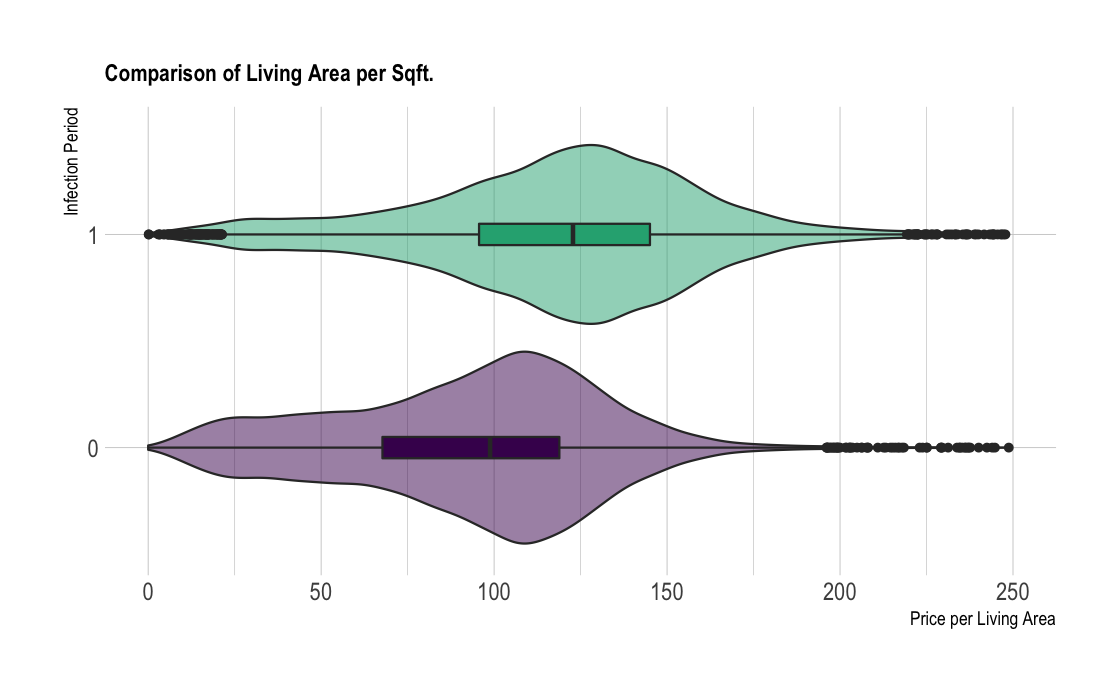 Comparison of Living Area per Sqft.
Infection Period
1
0
0 50 100 150 200 250
Price per Living Area